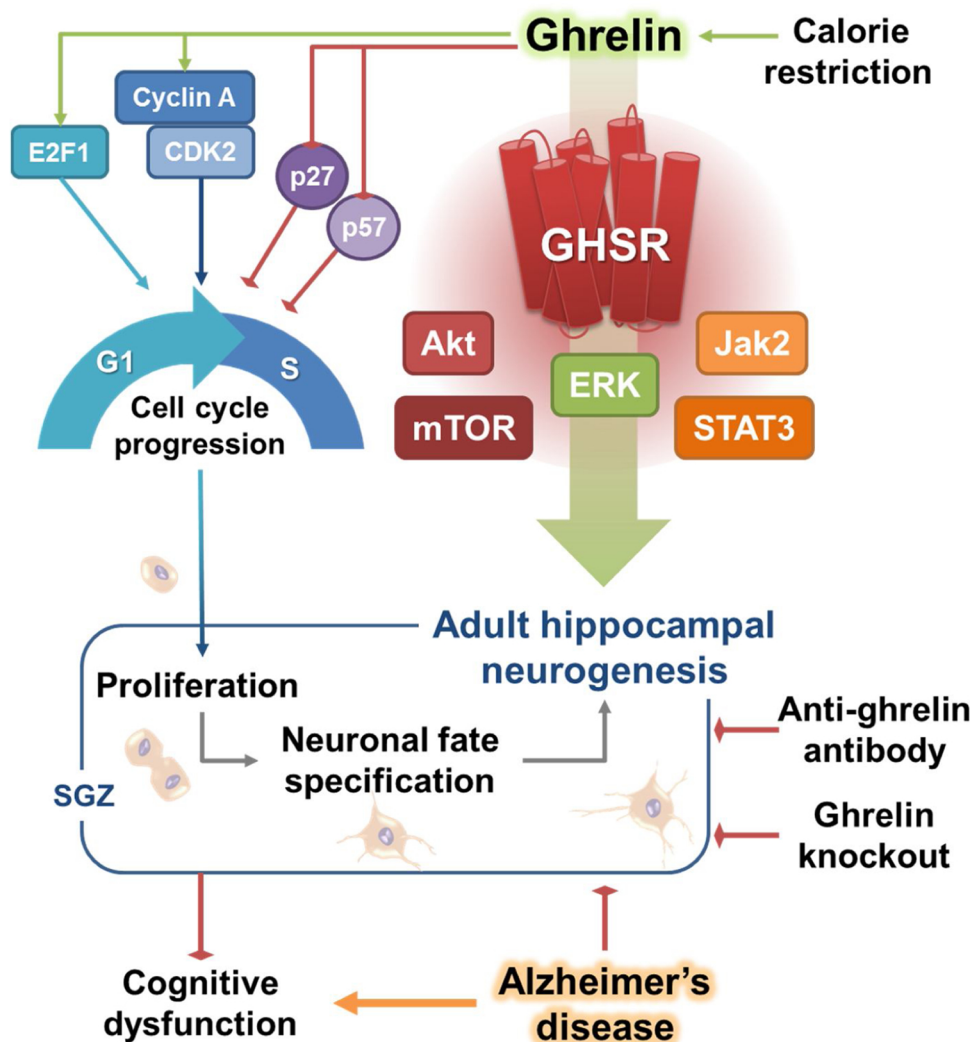 Ghrelin
Calorie
restriction
Cyclin A
E2F1
CDK2
p27
p57
GHSR
Akt
Jak2
ERK
mTOR
STAT3
G1
S
Cell cycle
progression
Adult hippocampal
neurogenesis
Proliferation
Neuronal fate
specification
SGZ
Anti-ghrelin
antibody
Ghrelin
knockout
Cognitive
dysfunction
Alzheimer's
disease